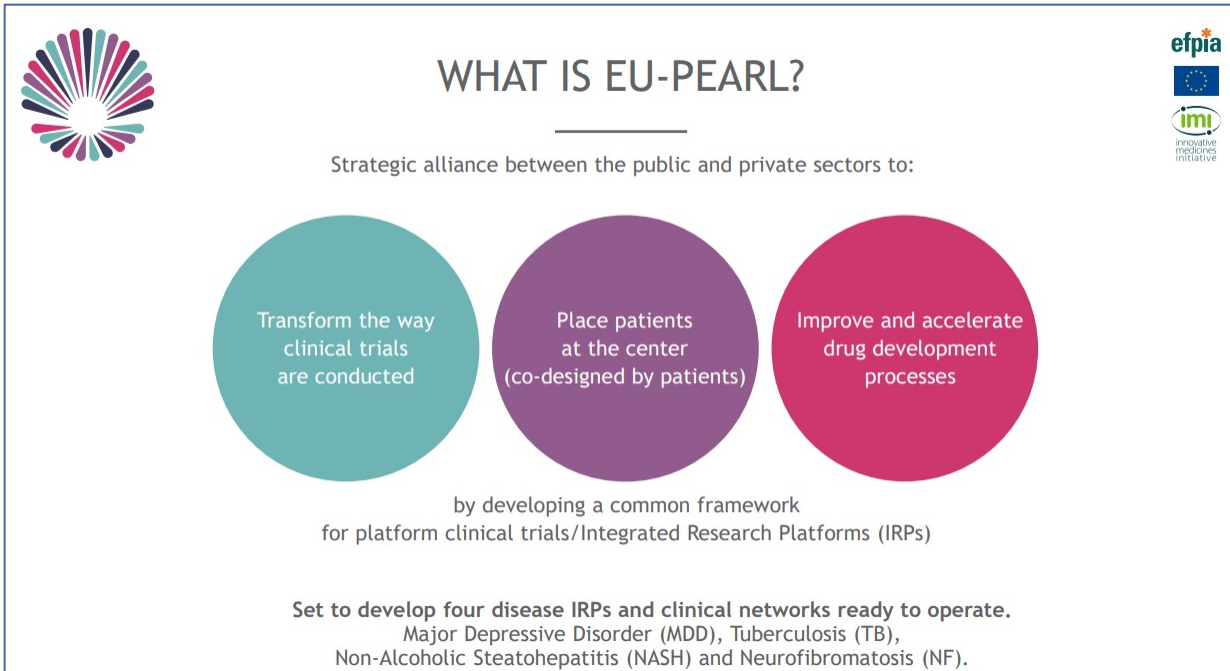 WHAT IS EU-PEARL?
efpia
imi
innovative
medicines
initiative
Strategic alliance between the public and private sectors to:
Transform the way
clinical trials
are conducted
Place patients
at the center
(co-designed by patients)
Improve and accelerate
drug development
processes
by developing a common framework
for platform clinical trials/Integrated Research Platforms (IRPs)
Set to develop four disease IRPs and clinical networks ready to operate.
Major Depressive Disorder (MDD), Tuberculosis (TB),
Non-Alcoholic Steatohepatitis (NASH) and Neurofibromatosis (NF).